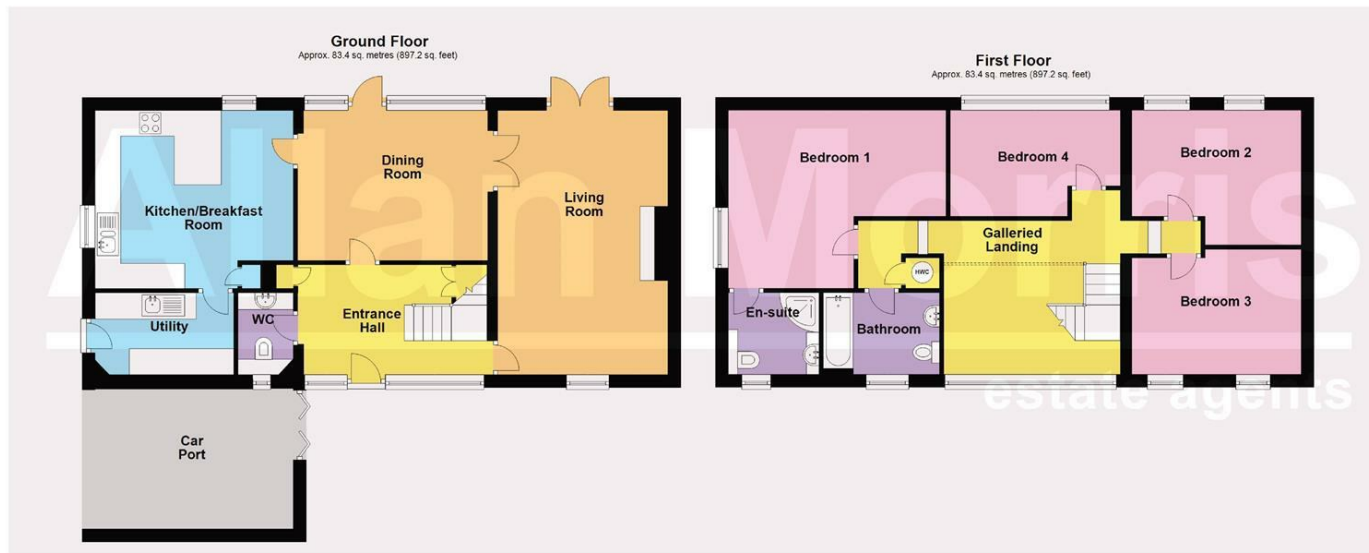 Ground Floor
Approx. 83.4 sq. metres (897.2 sq. feet)
First Floor
Approx. 83.4 sq. metres (897.2 sq. feet)
Dining
Room
Living
Room
Kitchen/Breakfast
Room
Utility
WC
Entrance
Hall
Car
Port
Bedroom 1
Bedroom 4
Bedroom 2
Galleried
Landing
HWC
Bedroom 3
En-suite
Bathroom
Allan Morris
estate agents